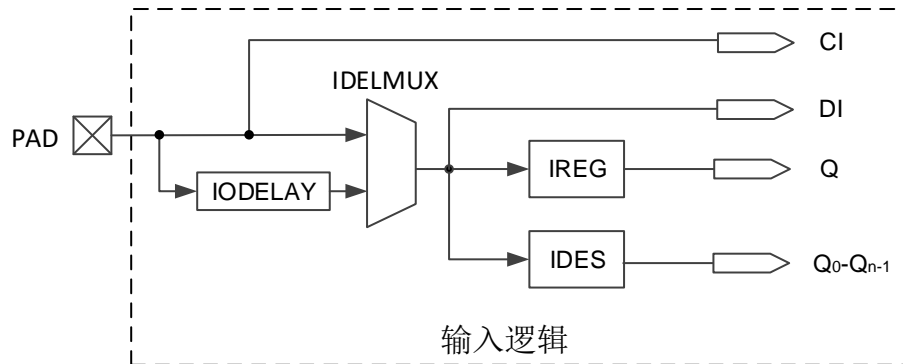 CI
IDELMUX
DI
PAD
IREG
Q
IODELAY
IDES
Q0-Qn-1
输入逻辑